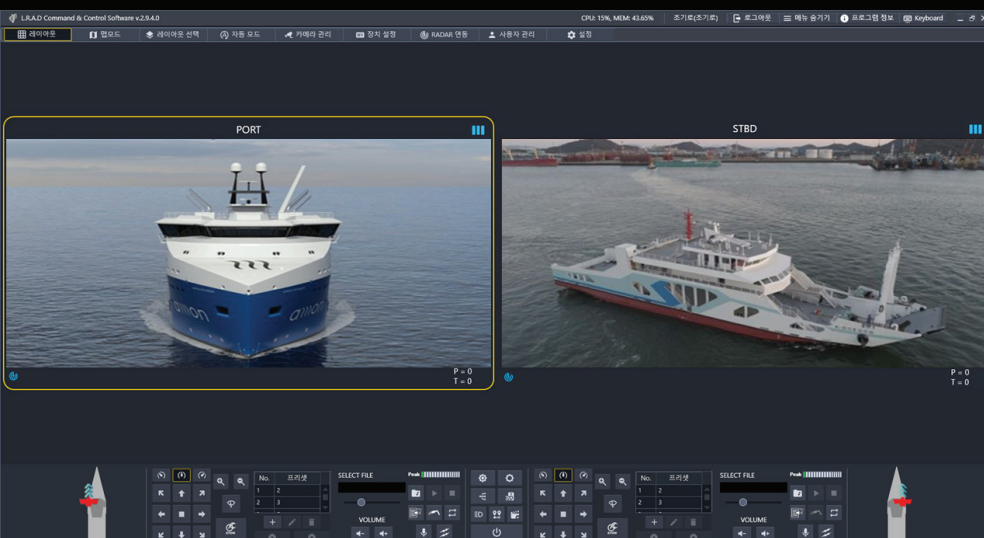 L.R.A.D Command & Control Software v.2.9.4.0
CPU: 15%, MEM: 43.65% 조기로(조기로) 로그아웃 메뉴 숨기기 프로그램 정보 Keyboard
레이아웃 맵모드 레이아웃 선택 자동 모드 카메라 관리 장치 설정 RADAR 연동 사용자 관리 설정
PORT
STBD
amon
amon
P = 0
T = 0
P = 0
T = 0
No. 프리셋
1 2
2 3
SELECT FILE
Peak
VOLUME
No. 프리셋
1 2
2 3
SELECT FILE
Peak
VOLUME